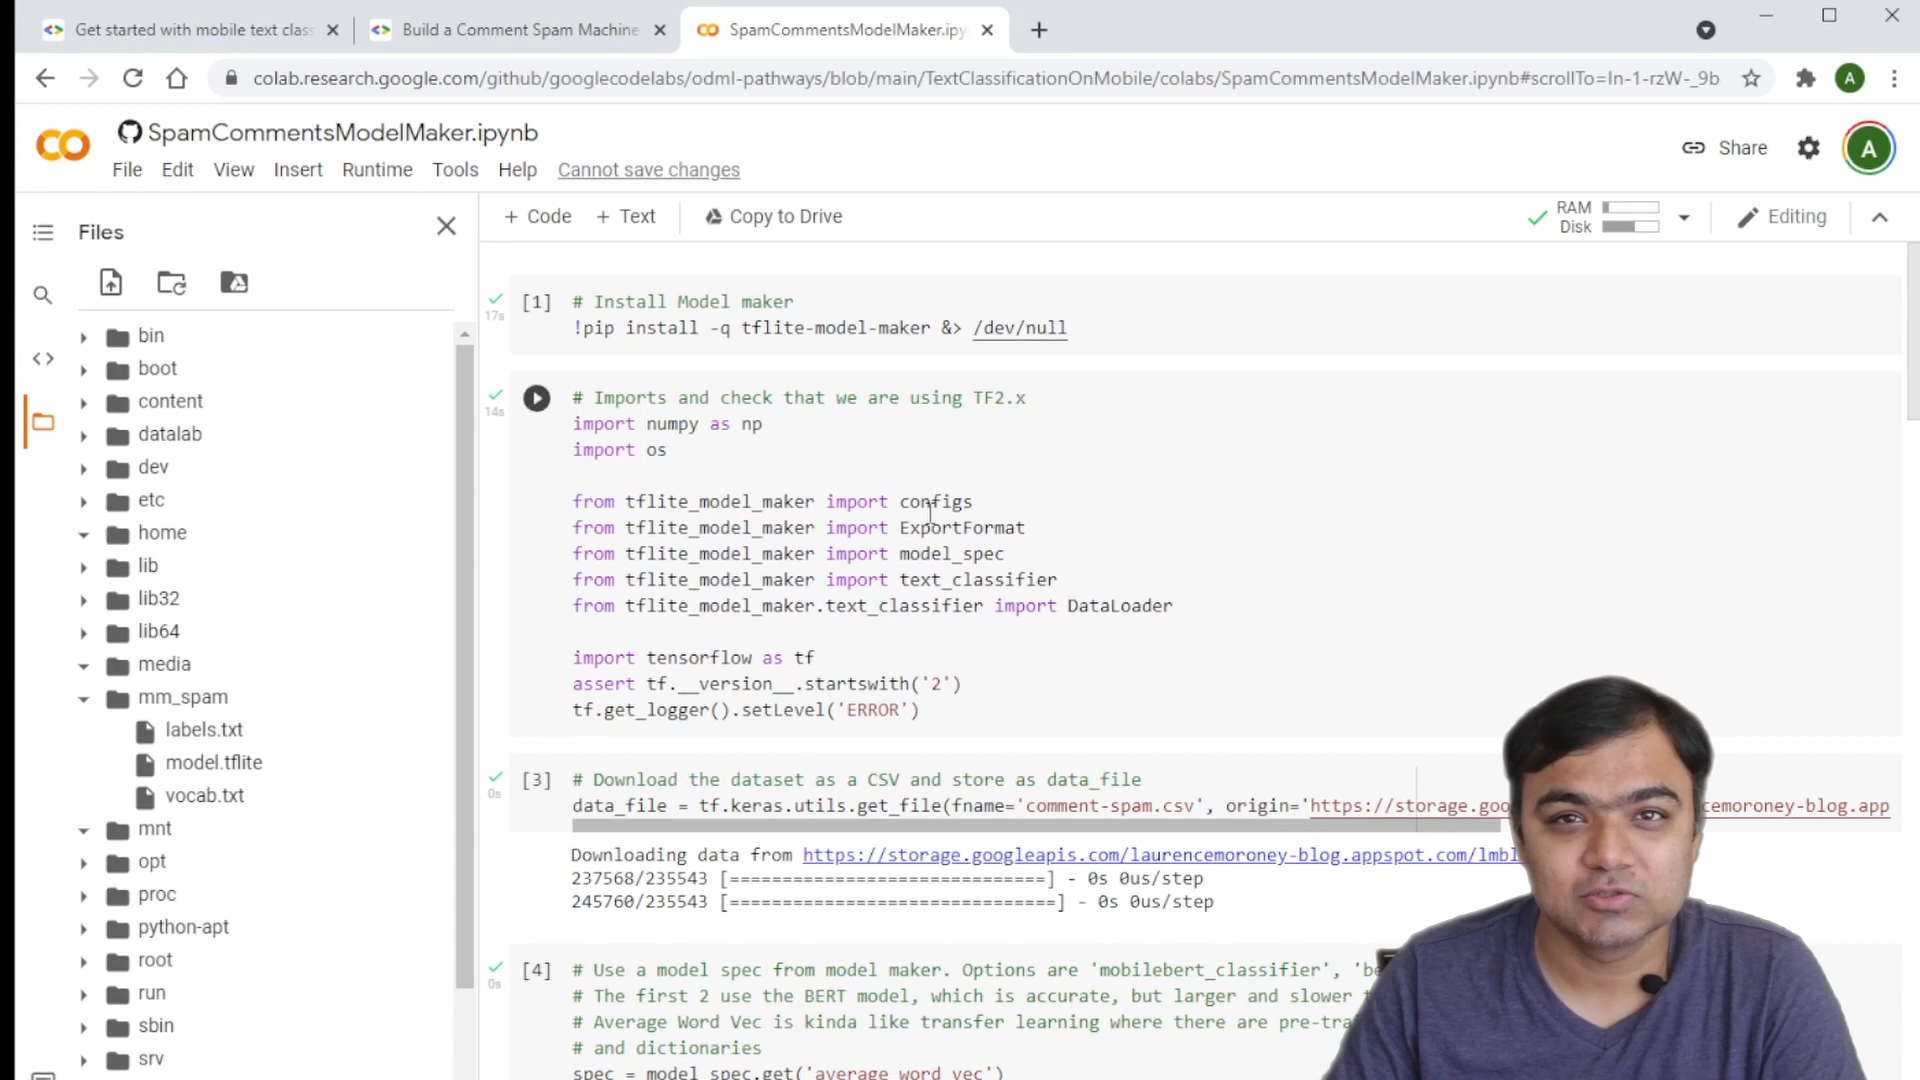 Get started with mobile text clas
Build a Comment Spam Machine
SpamCommentsModelMaker.ipy
colab.research.google.com/github/googlecodelabs/odml-pathways/blob/main/TextClassificationOnMobile/colabs/SpamCommentsModelMaker.ipynb#scrollTo=In-1-rzW-_9b
A
SpamCommentsModelMaker.ipynb
File Edit View Insert Runtime Tools Help Cannot save changes
Share
A
Files
+ Code + Text Copy to Drive
RAM
Disk
Editing
bin
boot
content
datalab
dev
etc
home
lib
lib32
lib64
media
mm_spam
labels.txt
model.tflite
vocab.txt
mnt
opt
proc
python-apt
root
run
sbin
srv
17s
[1] # Install Model maker
!pip install -q tflite-model-maker &> /dev/null
14s
# Imports and check that we are using TF2.x
import numpy as np
import os
from tflite_model_maker import configs
from tflite_model_maker import ExportFormat
from tflite_model_maker import model_spec
from tflite_model_maker import text_classifier
from tflite_model_maker.text_classifier import DataLoader
import tensorflow as tf
assert tf.__version__.startswith('2')
tf.get_logger().setLevel('ERROR')
0s
[3] # Download the dataset as a CSV and store as data_file
data_file = tf.keras.utils.get_file(fname='comment-spam.csv', origin='https://storage.goo cemoroney-blog.app
Downloading data from https://storage.googleapis.com/laurencemoroney-blog.appspot.com/lmbl
237568/235543 [==============================] - 0s 0us/step
245760/235543 [===============================] - 0s 0us/step
0s
[4] # Use a model spec from model maker. Options are 'mobilebert_classifier', 'be
# The first 2 use the BERT model, which is accurate, but larger and slower t
# Average Word Vec is kinda like transfer learning where there are pre-tra
# and dictionaries
spec = model_spec.get('average_word_vec')